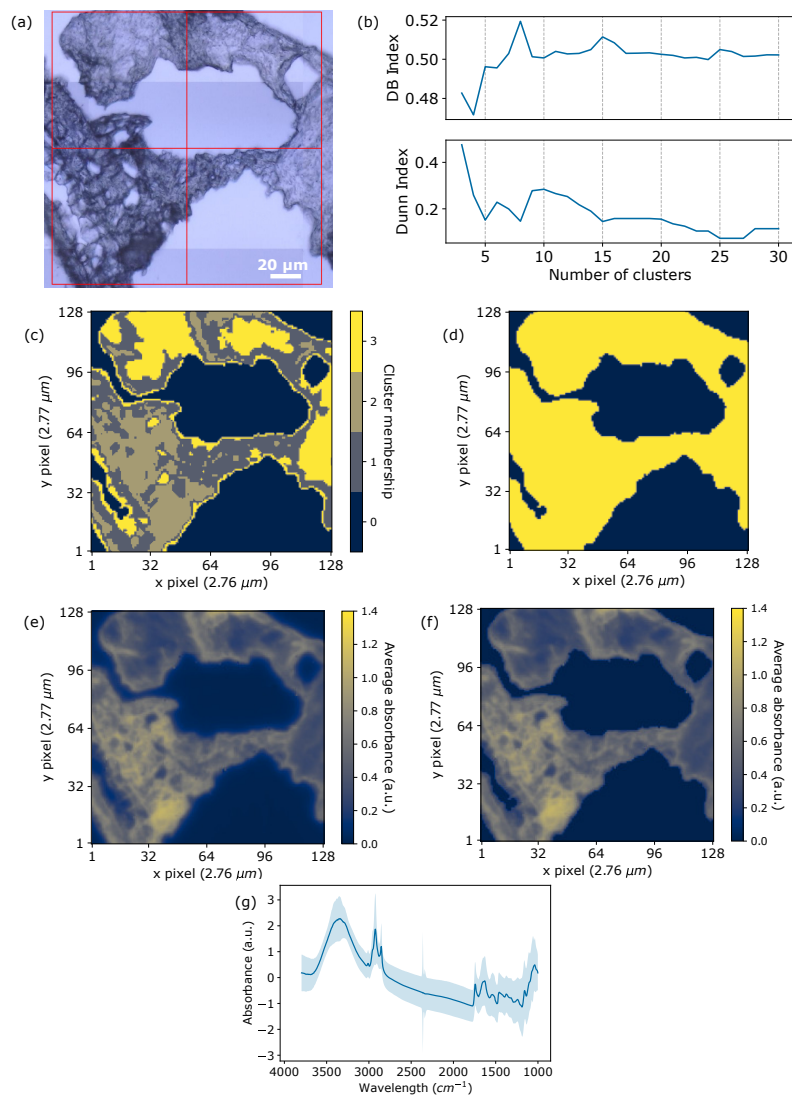 (a)
20 µm
(b)
0.52
0.50
0.48
DB Index
0.4
0.2
Dunn Index
5 10 15 20 25 30
Number of clusters
(c)
128
96
64
32
1
y pixel (2.77 µm)
1 32 64 96 128
x pixel (2.76 µm)
3
2
1
0
Cluster membership
(d)
128
96
64
32
1
y pixel (2.77 µm)
1 32 64 96 128
x pixel (2.76 µm)
(e)
128
96
64
32
1
y pixel (2.77 µm)
1 32 64 96 128
x pixel (2.76 µm)
1.4
1.2
1.0
0.8
0.6
0.4
0.2
0.0
Average absorbance (a.u.)
(f)
128
96
64
32
1
y pixel (2.77 µm)
1 32 64 96 128
x pixel (2.76 µm)
1.4
1.2
1.0
0.8
0.6
0.4
0.2
0.0
Average absorbance (a.u.)
(g)
3
2
1
0
−1
−2
−3
Absorbance (a.u.)
4000 3500 3000 2500 2000 1500 1000
Wavelength (cm⁻¹)